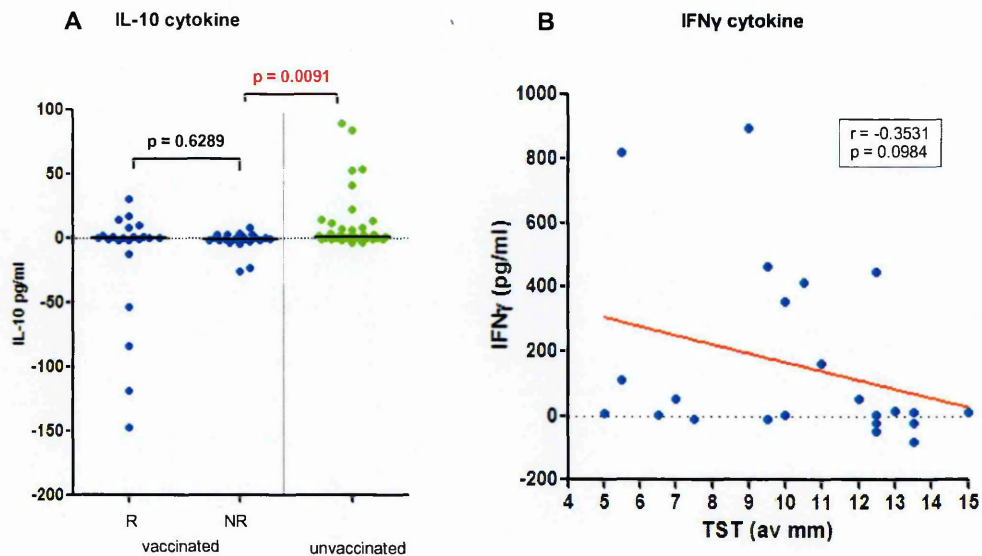 A IL-10 cytokine
p = 0.0091
p = 0.6289
100
50
0
-50
-100
-150
-200
IL-10 pg/ml
R NR
vaccinated unvaccinated
B IFNγ cytokine
r = -0.3531
p = 0.0984
1000
800
600
400
200
0
-200
IFNγ (pg/ml)
4 5 6 7 8 9 10 11 12 13 14 15
TST (av mm)